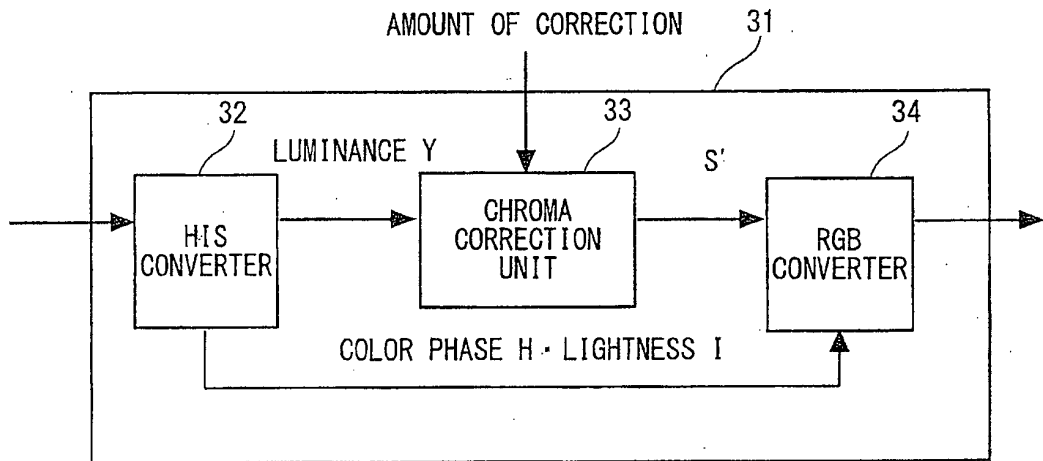 AMOUNT OF CORRECTION
31
32
33
34
LUMINANCE Y
S'
HIS
CONVERTER
CHROMA
CORRECTION
UNIT
RGB
CONVERTER
COLOR PHASE H・LIGHTNESS I